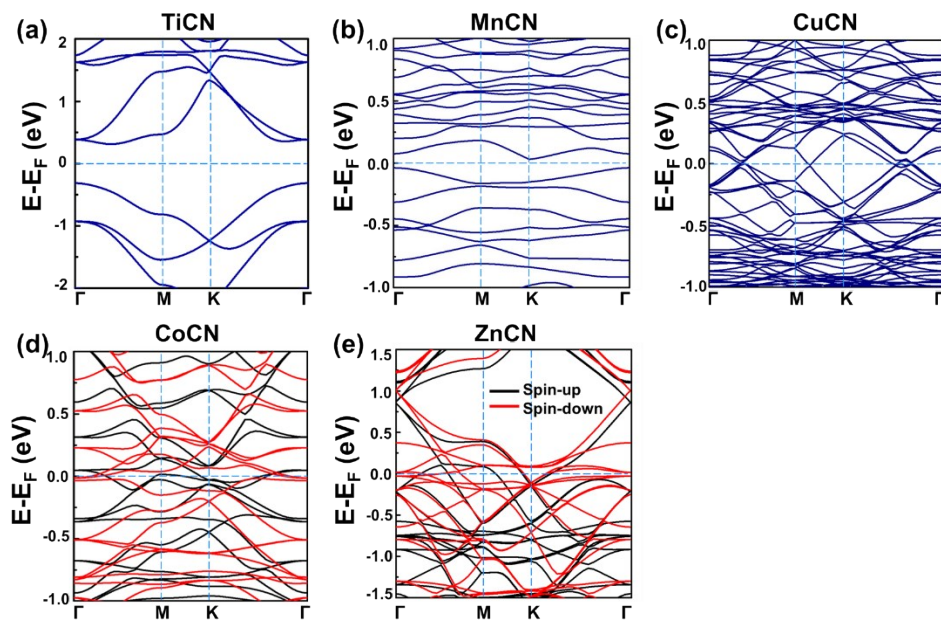 (a) TiCN
2
1
0
-1
-2
E-E_F (eV)
Γ M K Γ
(b) MnCN
1.0
0.5
0.0
-0.5
-1.0
E-E_F (eV)
Γ M K Γ
(c) CuCN
1.0
0.5
0.0
-0.5
-1.0
E-E_F (eV)
Γ M K Γ
(d) CoCN
1.0
0.5
0.0
-0.5
-1.0
E-E_F (eV)
Γ M K Γ
(e) ZnCN
1.5
1.0
0.5
0.0
-0.5
-1.0
-1.5
E-E_F (eV)
Spin-up
Spin-down
Γ M K Γ